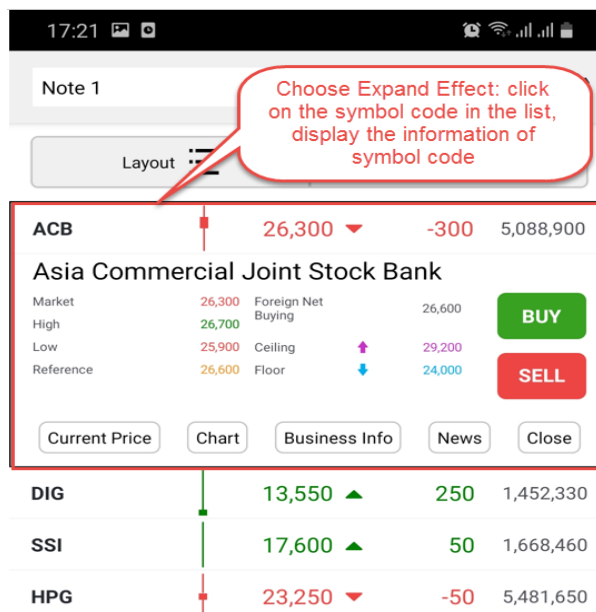 17:21
Note 1
Choose Expand Effect: click
on the symbol code in the list,
display the information of
symbol code
Layout
ACB 26,300 -300 5,088,900
Asia Commercial Joint Stock Bank
Market 26,300 Foreign Net Buying 26,600
High 26,700
BUY
Low 25,900 Ceiling 29,200
Reference 26,600 Floor 24,000
SELL
Current Price Chart Business Info News Close
DIG 13,550 250 1,452,330
SSI 17,600 50 1,668,460
HPG 23,250 -50 5,481,650